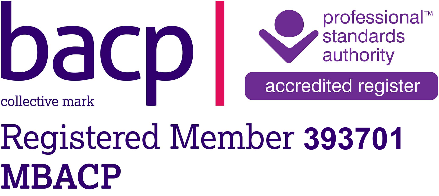 bacp
collective mark
professional™
standards
authority
accredited register
Registered Member 393701
MBACP